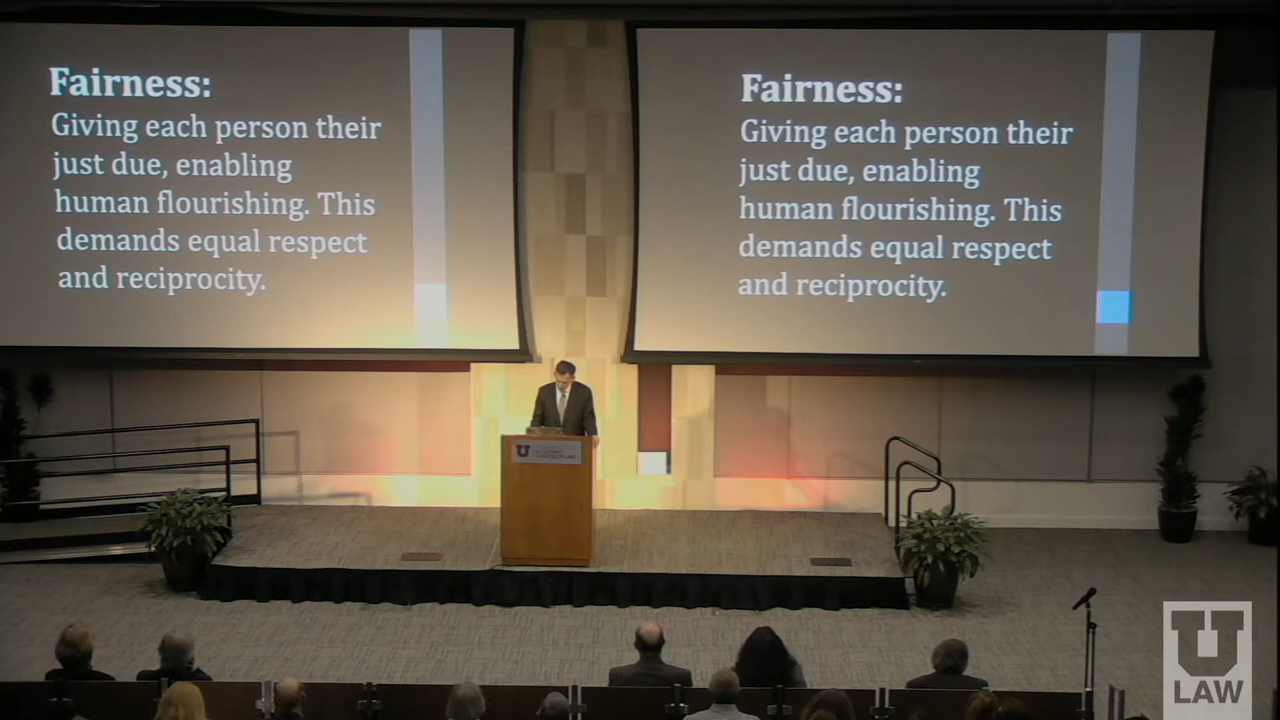 Fairness:
Giving each person their
just due, enabling
human flourishing. This
demands equal respect
and reciprocity.
Fairness:
Giving each person their
just due, enabling
human flourishing. This
demands equal respect
and reciprocity.
U
U
LAW